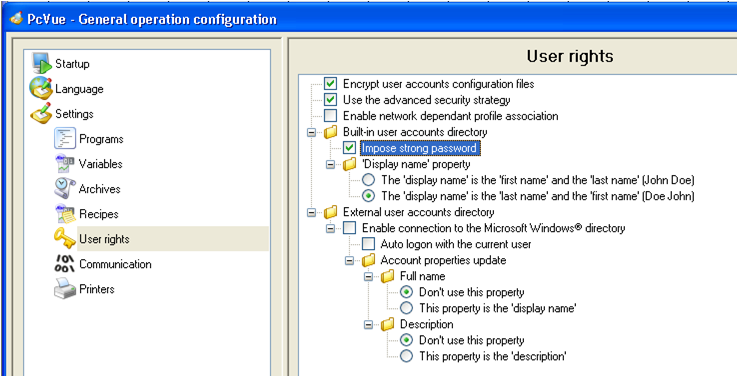 PcVue - General operation configuration
Startup
Language
Settings
Programs
Variables
Archives
Recipes
User rights
Communication
Printers
User rights
Encrypt user accounts configuration files
Use the advanced security strategy
Enable network dependant profile association
Built-in user accounts directory
Impose strong password
'Display name' property
The 'display name' is the 'first name' and the 'last name' (John Doe)
The 'display name' is the 'last name' and the 'first name' (Doe John)
External user accounts directory
Enable connection to the Microsoft Windows® directory
Auto logon with the current user
Account properties update
Full name
Don't use this property
This property is the 'display name'
Description
Don't use this property
This property is the 'description'